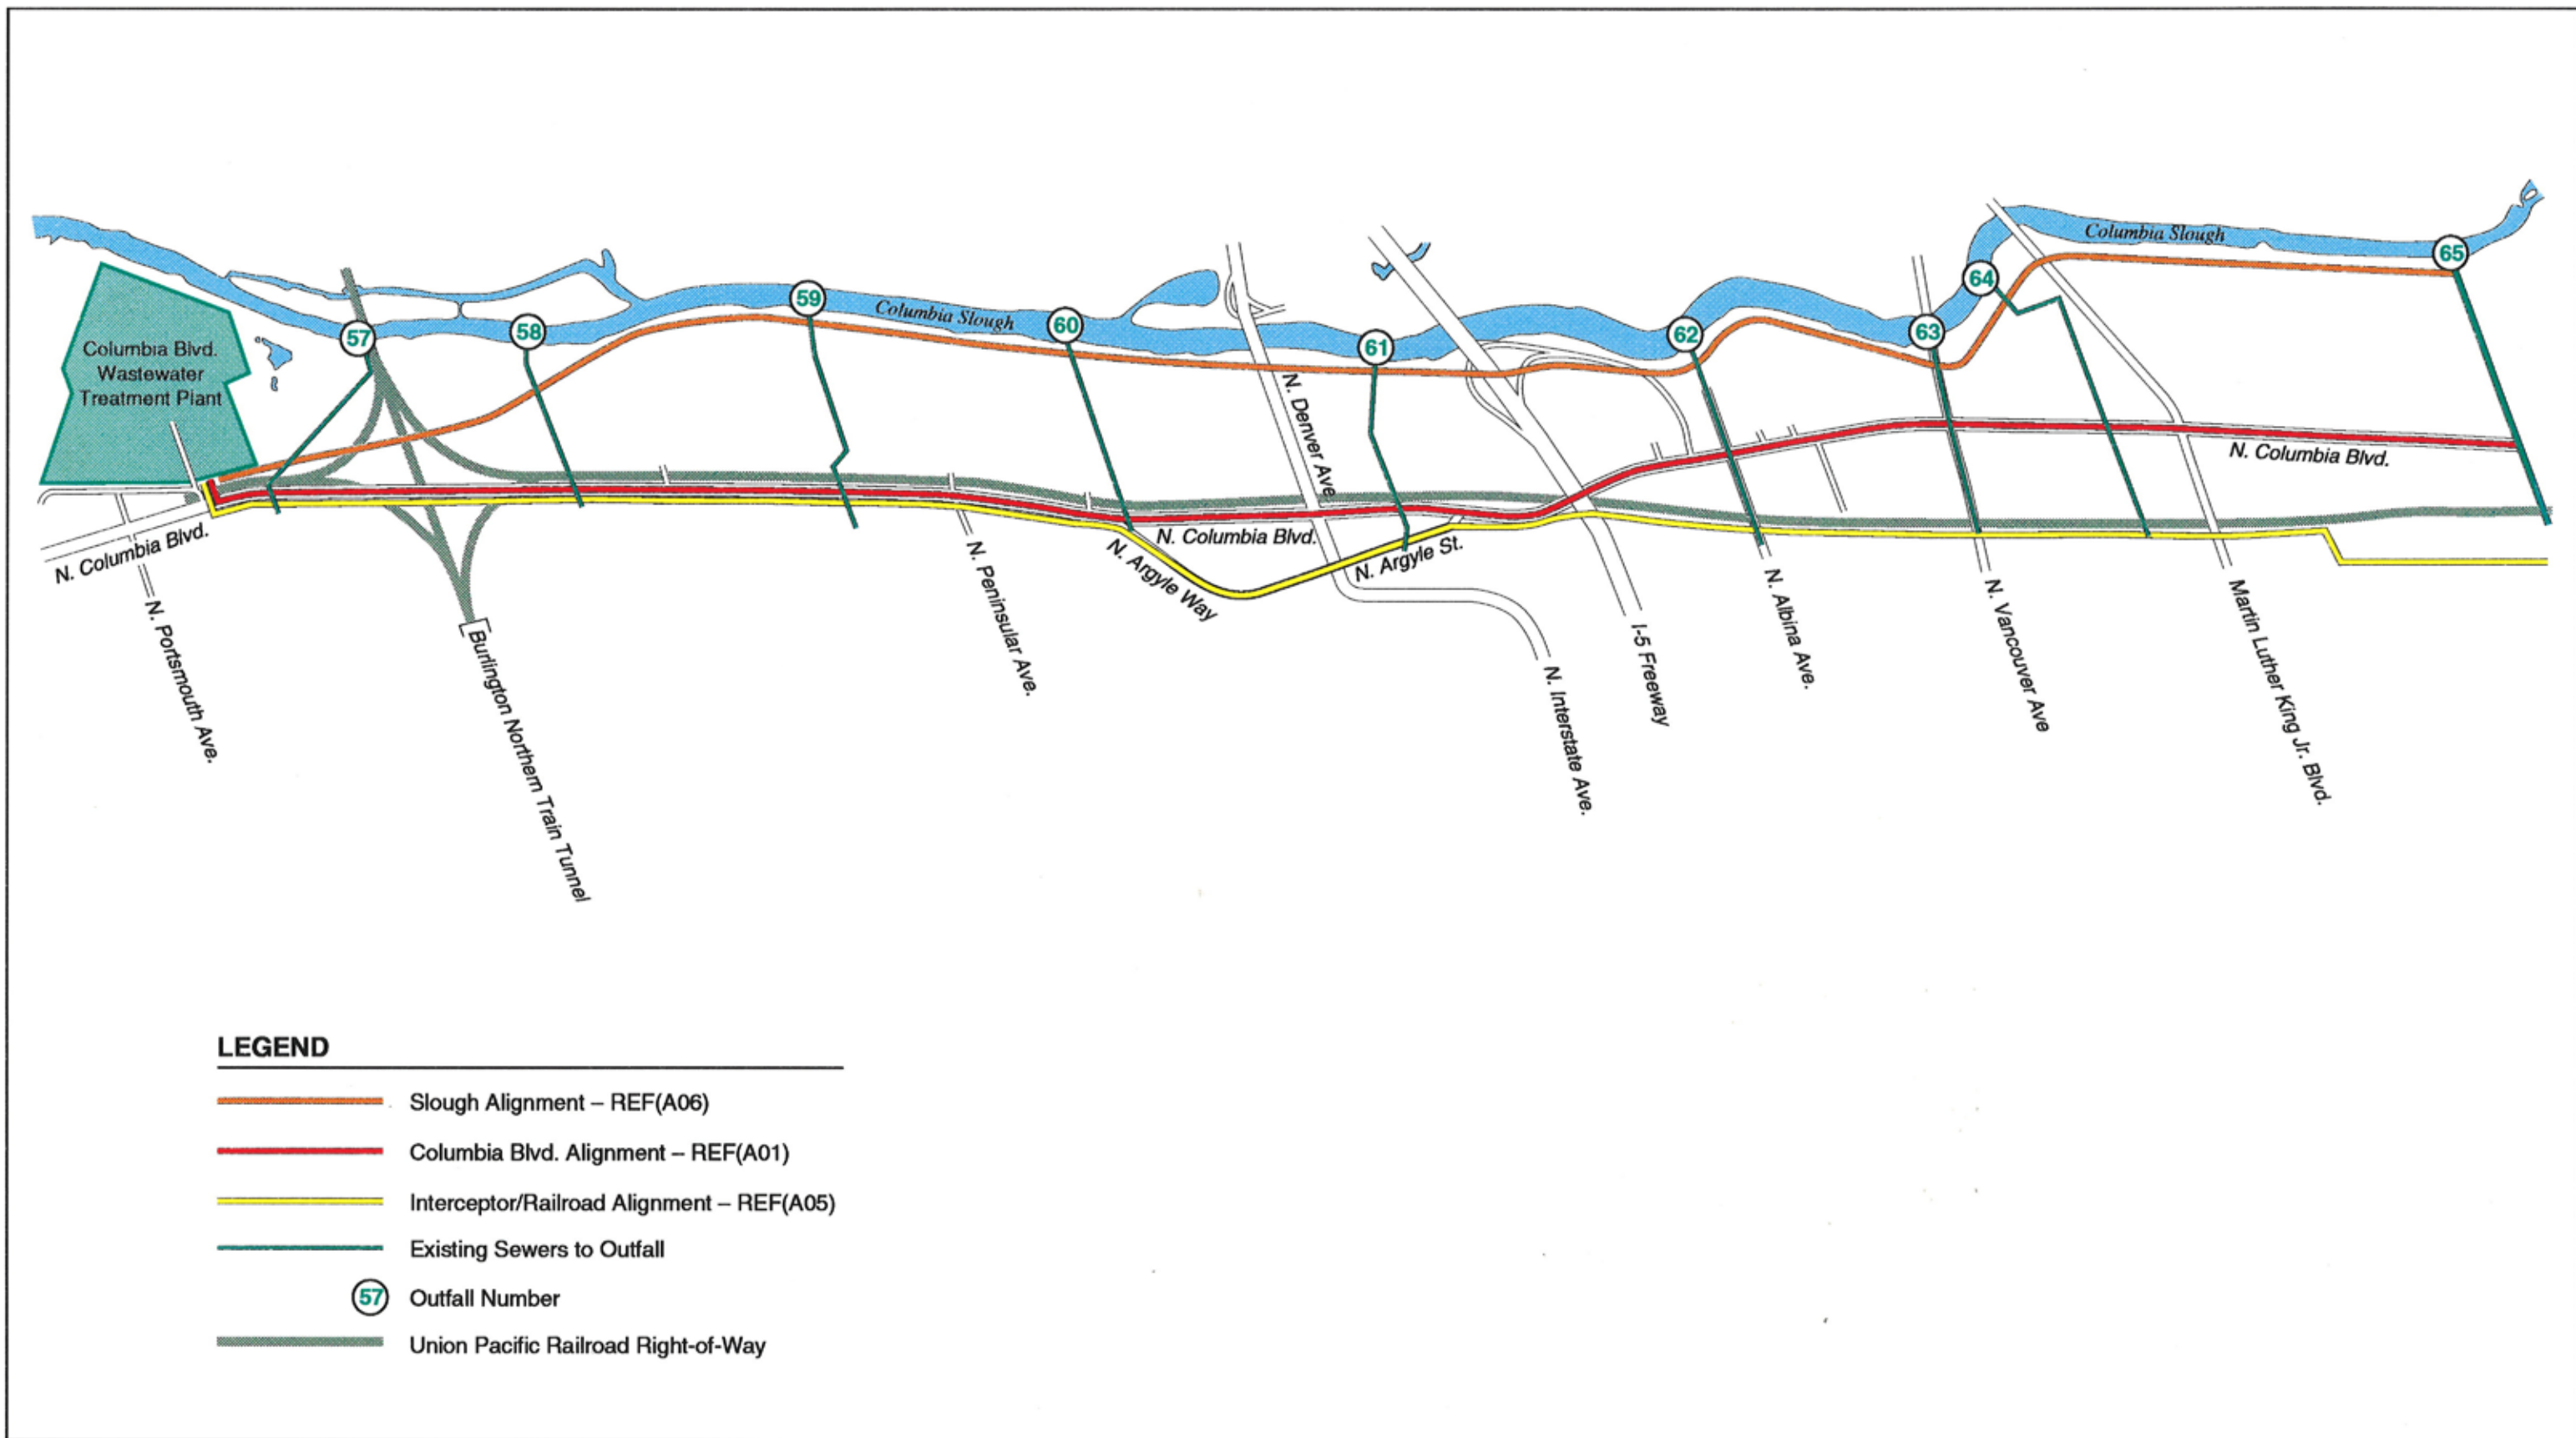 Columbia Slough
65
64
59
Columbia Slough
60
57
58
61
62
63
Columbia Blvd.
Wastewater
Treatment Plant
N. Denver Ave.
N. Columbia Blvd.
N. Columbia Blvd.
N. Columbia Blvd.
N. Argyle Way
N. Argyle St.
N. Portsmouth Ave.
Burlington Northern Train Tunnel
N. Peninsular Ave.
N. Interstate Ave.
I-5 Freeway
N. Albina Ave.
N. Vancouver Ave
Martin Luther King Jr. Blvd.
LEGEND
Slough Alignment – REF(A06)
Columbia Blvd. Alignment – REF(A01)
Interceptor/Railroad Alignment – REF(A05)
Existing Sewers to Outfall
57 Outfall Number
Union Pacific Railroad Right-of-Way